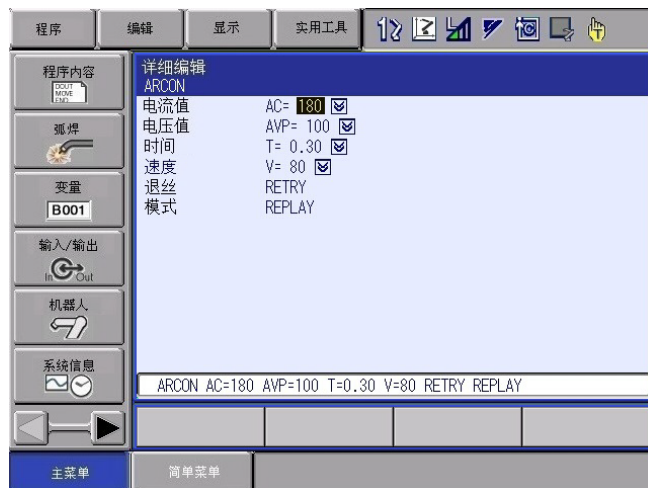 程序 编辑 显示 实用工具
程序内容
DOUT
MOVE
END
弧焊
变量
B001
输入/输出
In Out
机器人
系统信息
详细编辑
ARCON
电流值 AC= 180
电压值 AVP= 100
时间 T= 0.30
速度 V= 80
退丝 RETRY
模式 REPLAY
ARCON AC=180 AVP=100 T=0.30 V=80 RETRY REPLAY
主菜单 简单菜单